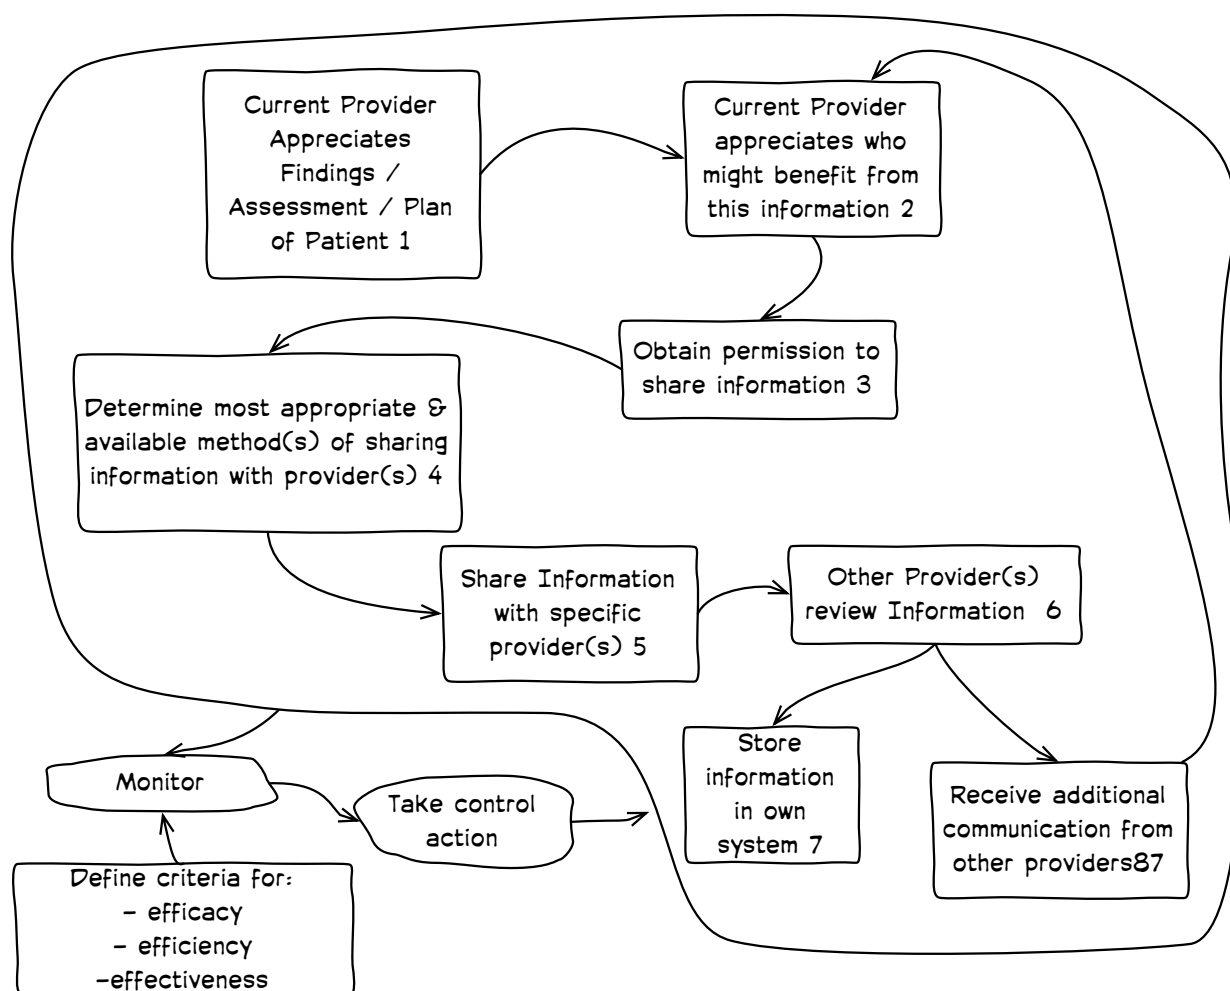 Current Provider
Appreciates
Findings /
Assessment / Plan
of Patient 1
Current Provider
appreciates who
might benefit from
this information 2
Obtain permission to
share information 3
Determine most appropriate &
available method(s) of sharing
information with provider(s) 4
Share Information
with specific
provider(s) 5
Other Provider(s)
review Information 6
Store
information
in own
system 7
Receive additional
communication from
other providers87
Monitor
Take control
action
Define criteria for:
- efficacy
- efficiency
-effectiveness